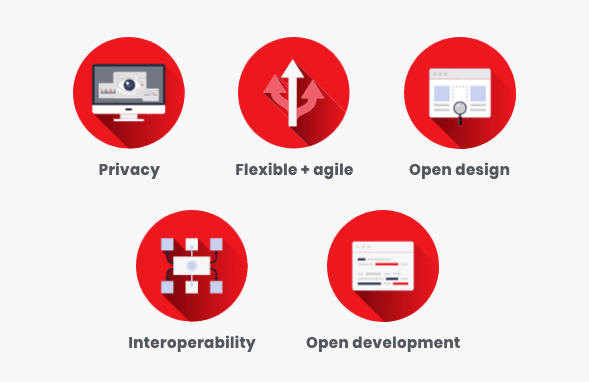 Privacy
Flexible + agile
Open design
Interoperability
Open development